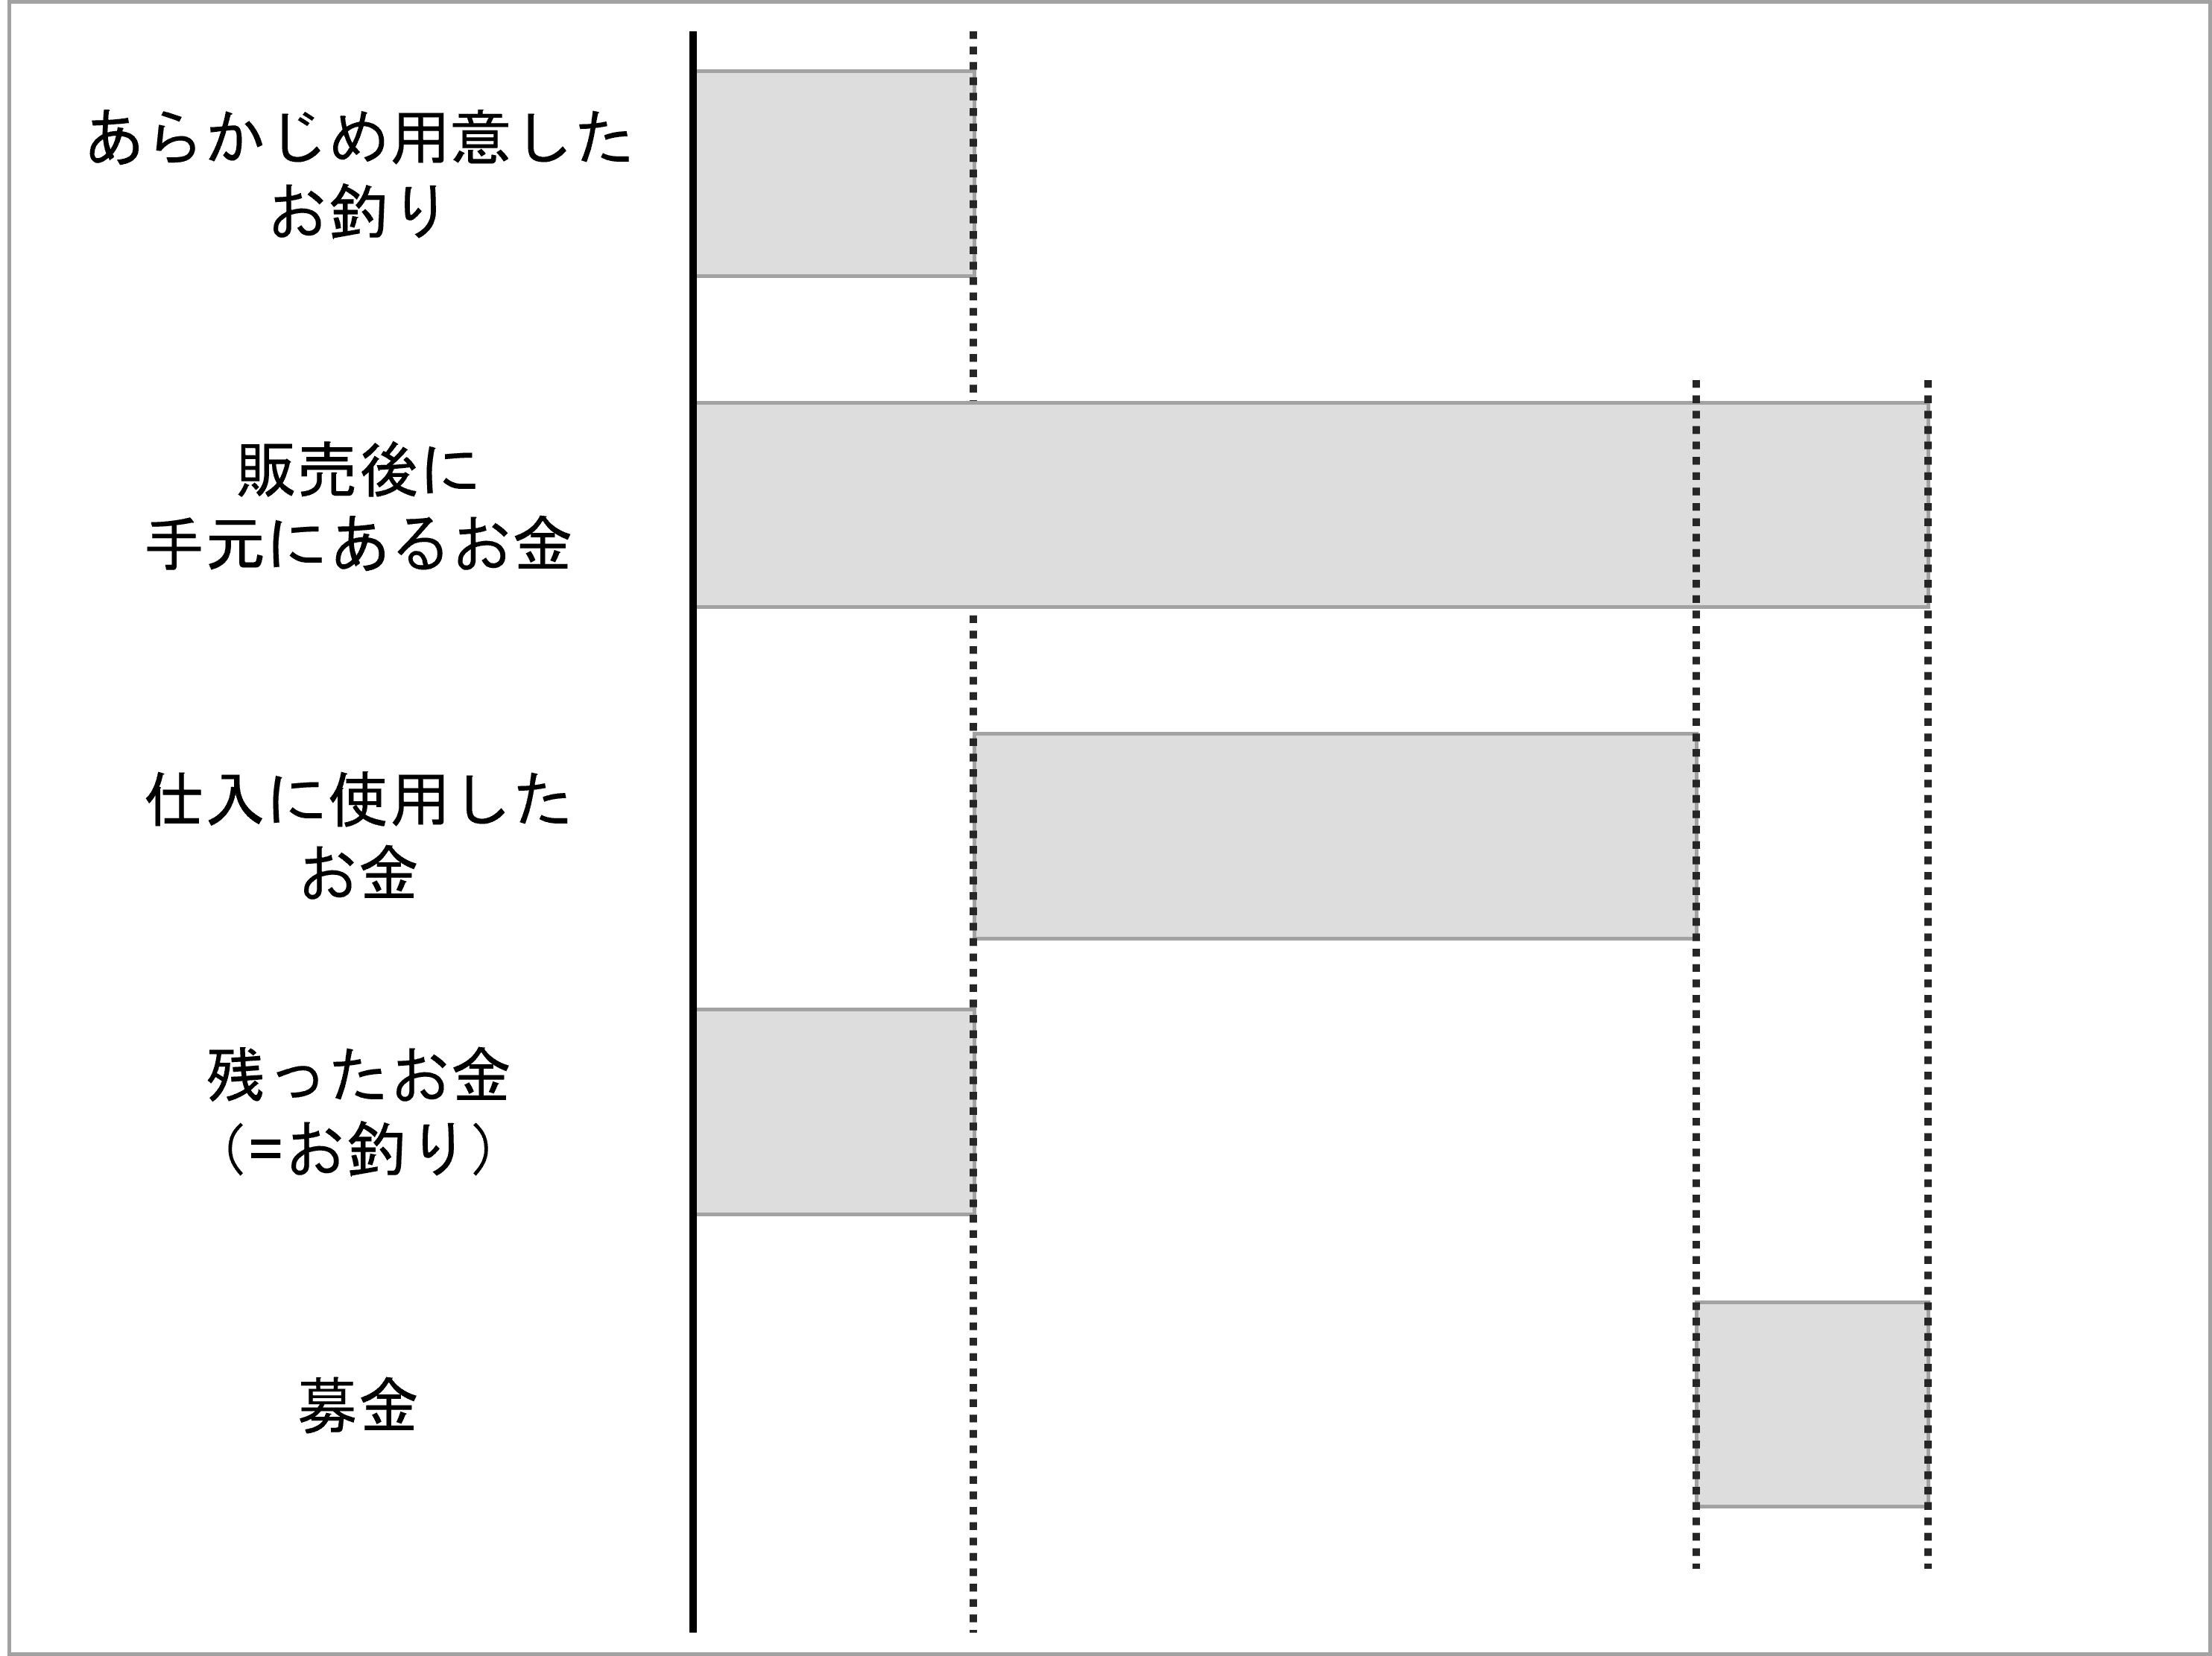 あらかじめ用意した
お釣り
販売後に
手元にあるお金
仕入に使用した
お金
残ったお金
（=お釣り）
募金